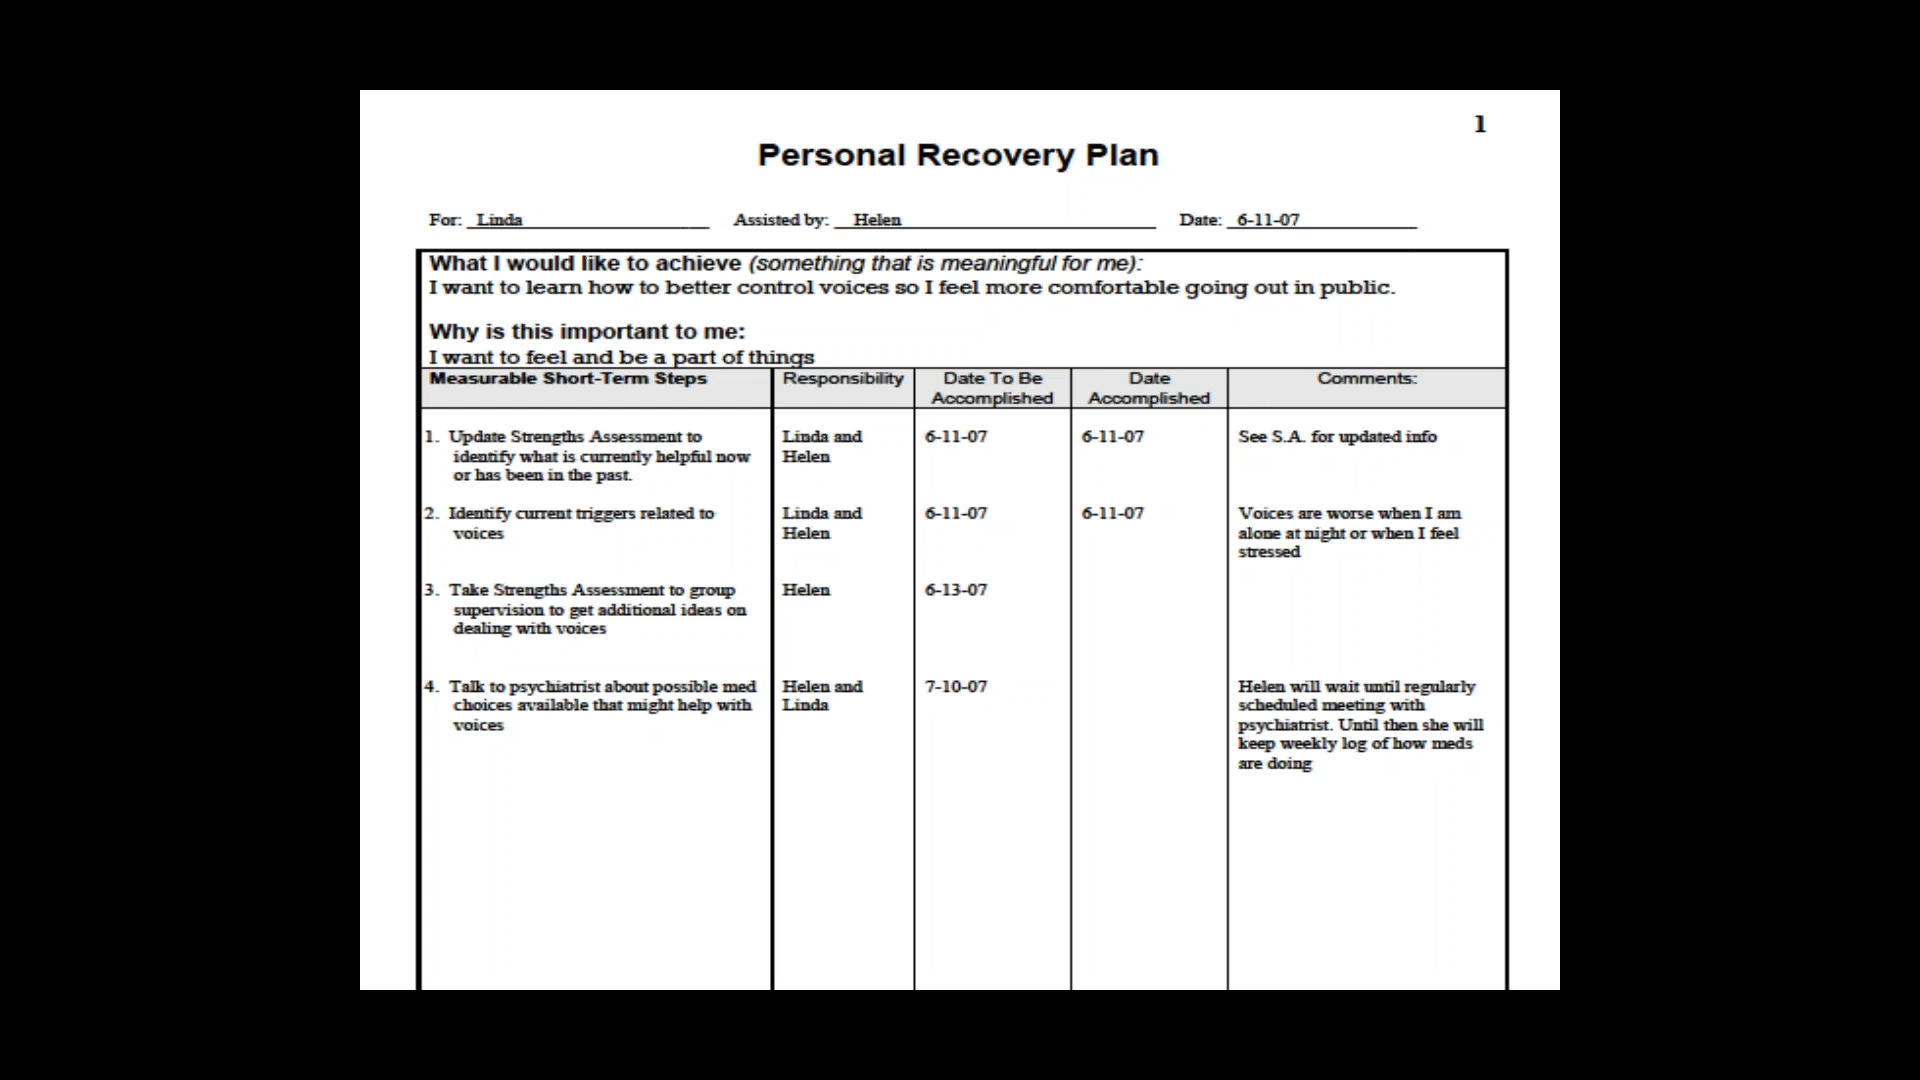 1
Personal Recovery Plan
For: Linda Assisted by: Helen Date: 6-11-07
What I would like to achieve (something that is meaningful for me):
I want to learn how to better control voices so I feel more comfortable going out in public.
Why is this important to me:
I want to feel and be a part of things
Measurable Short-Term Steps
Responsibility
Date To Be
Accomplished
Date
Accomplished
Comments:
1. Update Strengths Assessment to
identify what is currently helpful now
or has been in the past.
Linda and
Helen
6-11-07
6-11-07
See S.A. for updated info
2. Identify current triggers related to
voices
Linda and
Helen
6-11-07
6-11-07
Voices are worse when I am
alone at night or when I feel
stressed
3. Take Strengths Assessment to group
supervision to get additional ideas on
dealing with voices
Helen
6-13-07
4. Talk to psychiatrist about possible med
choices available that might help with
voices
Helen and
Linda
7-10-07
Helen will wait until regularly
scheduled meeting with
psychiatrist. Until then she will
keep weekly log of how meds
are doing